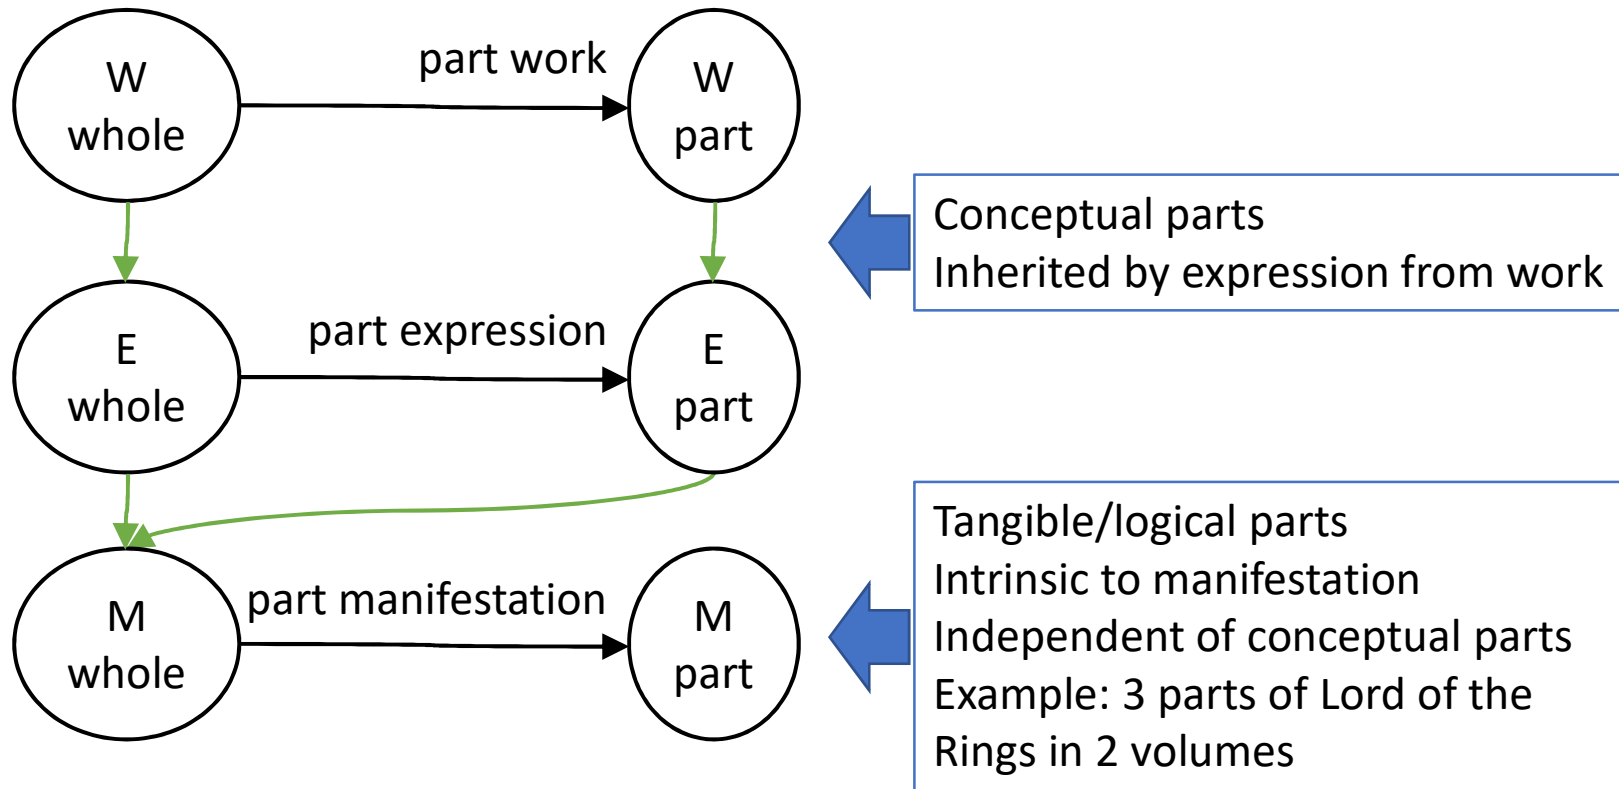 W
whole
part work
W
part
Conceptual parts
Inherited by expression from work
E
whole
part expression
E
part
M
whole
part manifestation
M
part
Tangible/logical parts
Intrinsic to manifestation
Independent of conceptual parts
Example: 3 parts of Lord of the
Rings in 2 volumes